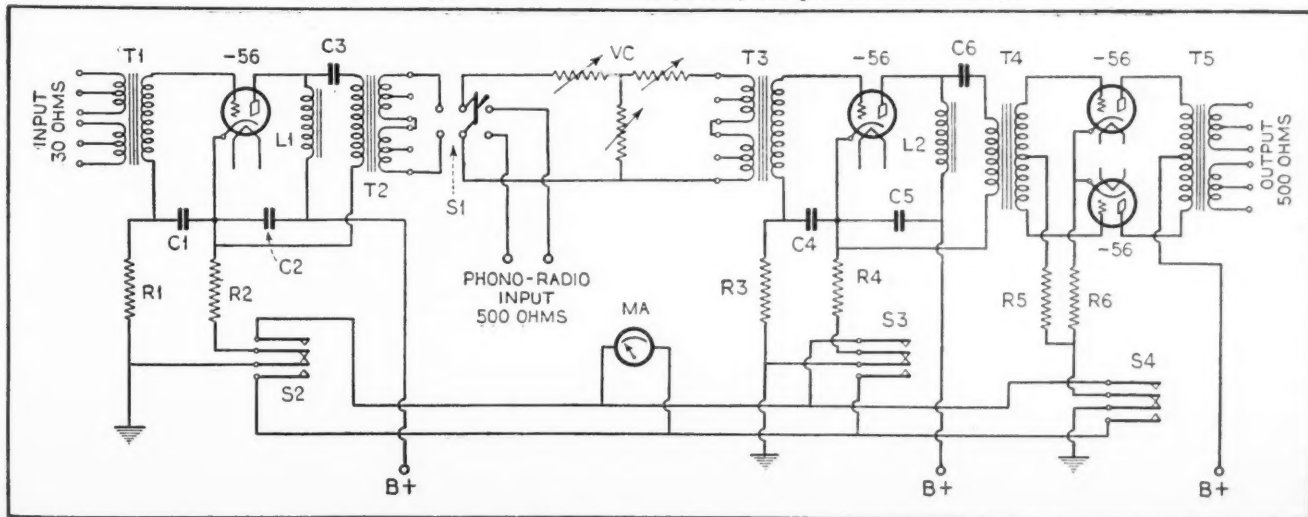 T1
-56
C3
VC
T3
-56
C6
T4
-56
T5
INPUT
30 OHMS
L1
T2
S1
L2
OUTPUT
500 OHMS
C1
C2
C4
C5
~56
R1
R2
PHONO-RADIO
INPUT
500 OHMS
R3
R4
R5
R6
MA
S2
S3
S4
B+
B+
B+